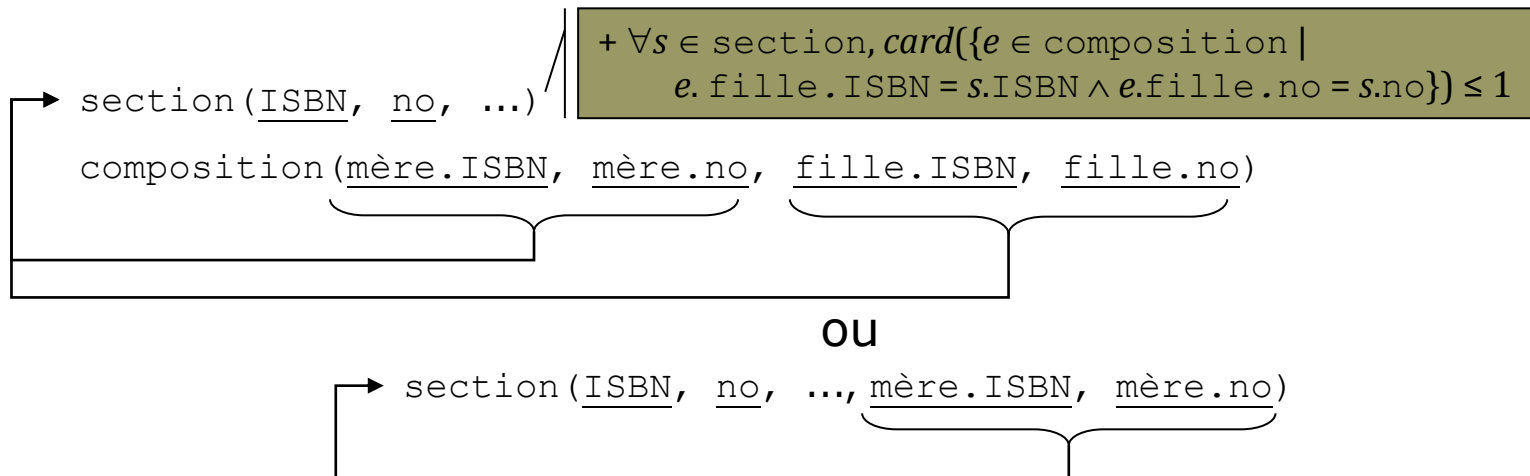 + ∀s ∈ section, card({e ∈ composition |
e. fille.ISBN = s.ISBN ∧ e.fille.no = s.no}) ≤ 1
section(ISBN, no, …)
composition(mère.ISBN, mère.no, fille.ISBN, fille.no)
ou
section(ISBN, no, …, mère.ISBN, mère.no)